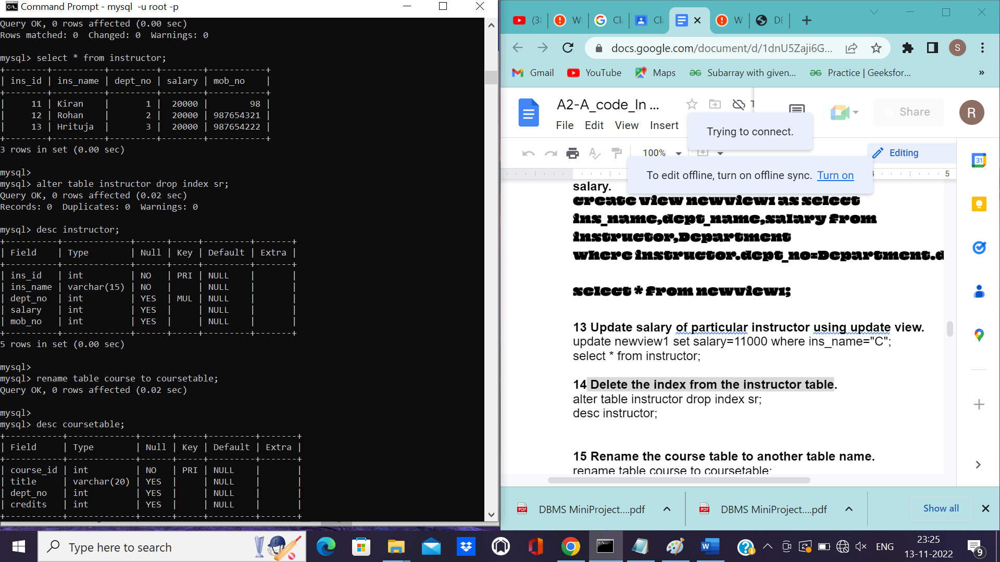 Command Prompt - mysql  -u root -p
Query OK, 0 rows affected (0.00 sec)
Rows matched: 0  Changed: 0  Warnings: 0
mysql> select * from instructor;
+--------+----------+---------+--------+-----------+
| ins_id | ins_name | dept_no | salary | mob_no    |
+--------+----------+---------+--------+-----------+
|     11 | Kiran    |       1 |  20000 |        98 |
|     12 | Rohan    |       2 |  20000 | 987654321 |
|     13 | Hrituja  |       3 |  20000 | 987654222 |
+--------+----------+---------+--------+-----------+
3 rows in set (0.00 sec)
mysql>
mysql> alter table instructor drop index sr;
Query OK, 0 rows affected (0.02 sec)
Records: 0  Duplicates: 0  Warnings: 0
mysql> desc instructor;
+----------+-------------+------+-----+---------+-------+
| Field    | Type        | Null | Key | Default | Extra |
+----------+-------------+------+-----+---------+-------+
| ins_id   | int         | NO   | PRI | NULL    |       |
| ins_name | varchar(15) | NO   |     | NULL    |       |
| dept_no  | int         | YES  | MUL | NULL    |       |
| salary   | int         | YES  |     | NULL    |       |
| mob_no   | int         | YES  |     | NULL    |       |
+----------+-------------+------+-----+---------+-------+
5 rows in set (0.00 sec)
mysql>
mysql> rename table course to coursetable;
Query OK, 0 rows affected (0.02 sec)
mysql>
mysql> desc coursetable;
+-----------+-------------+------+-----+---------+-------+
| Field     | Type        | Null | Key | Default | Extra |
+-----------+-------------+------+-----+---------+-------+
| course_id | int         | NO   | PRI | NULL    |       |
| title     | varchar(20) | YES  |     | NULL    |       |
| dept_no   | int         | YES  |     | NULL    |       |
| credits   | int         | YES  |     | NULL    |       |
+-----------+-------------+------+-----+---------+-------+
docs.google.com/document/d/1dnU5Zaji6G...
S
Gmail YouTube Maps Subarray with given... Practice | Geeksfor... »
A2-A_code_In ...
File Edit View Insert
Share
R
Trying to connect.
100%
Editing
31
To edit offline, turn on offline sync. Turn on
5
salary.
create view newview1 as select
ins_name,dept_name,salary from
instructor,Department
where instructor.dept_no=Department.d
select * from newview1;
13 Update salary of particular instructor using update view.
update newview1 set salary=11000 where ins_name="C";
select * from instructor;
14 Delete the index from the instructor table.
alter table instructor drop index sr;
desc instructor;
15 Rename the course table to another table name.
rename table course to coursetable;
PDF DBMS MiniProject....pdf
PDF DBMS MiniProject....pdf
Show all
Type here to search
W
ENG
23:25
13-11-2022
9